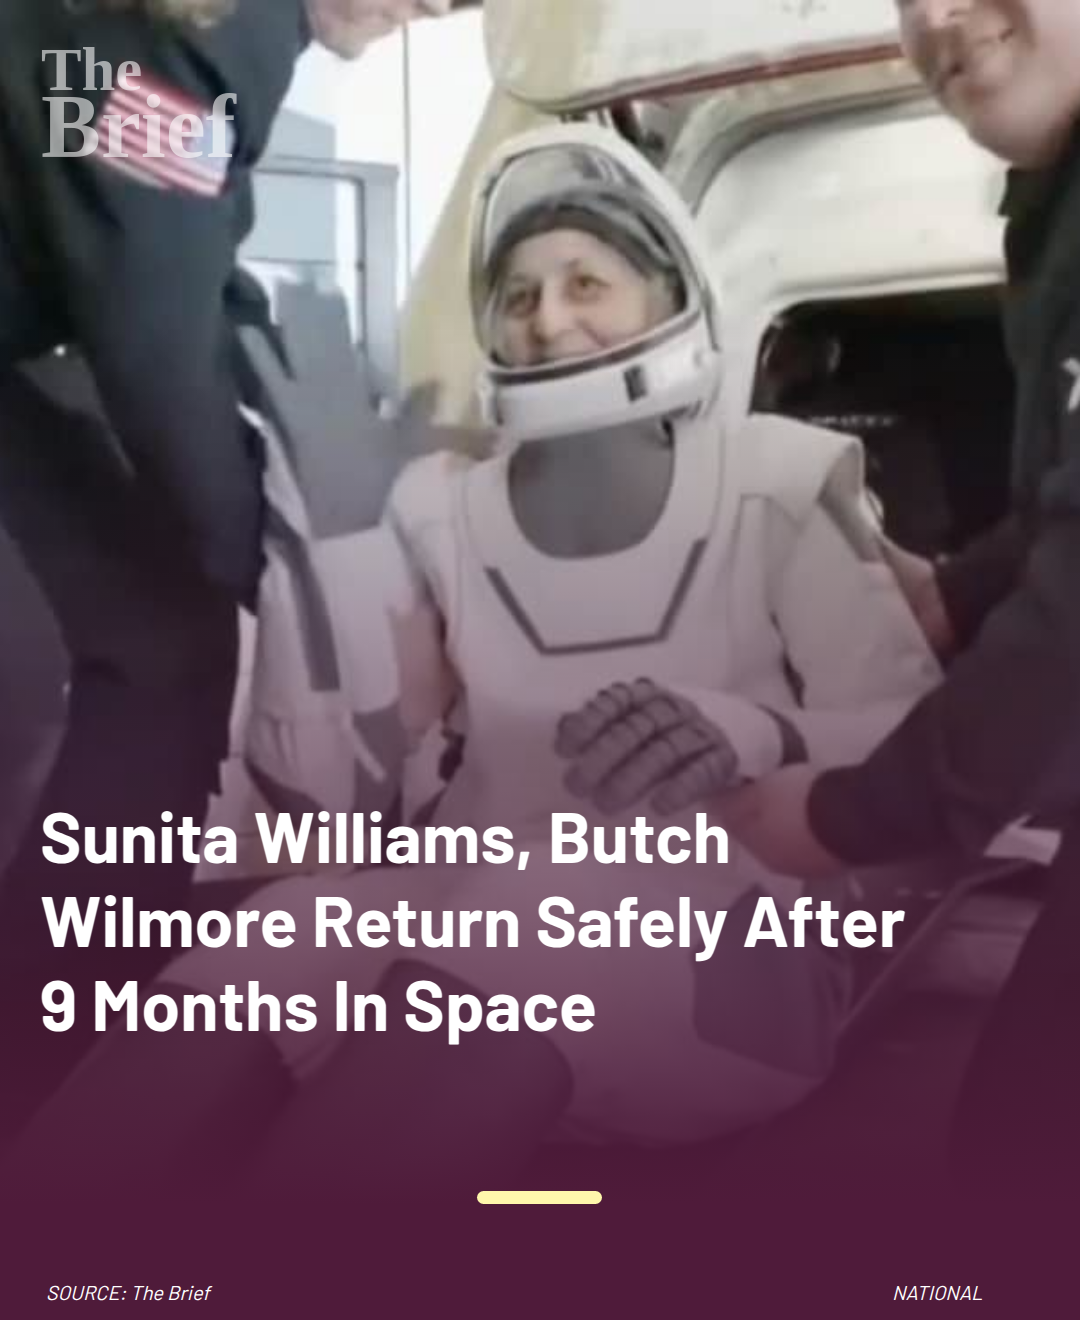 The
Brief
Sunita Williams, Butch
Wilmore Return Safely After
9 Months In Space
SOURCE: The Brief
NATIONAL